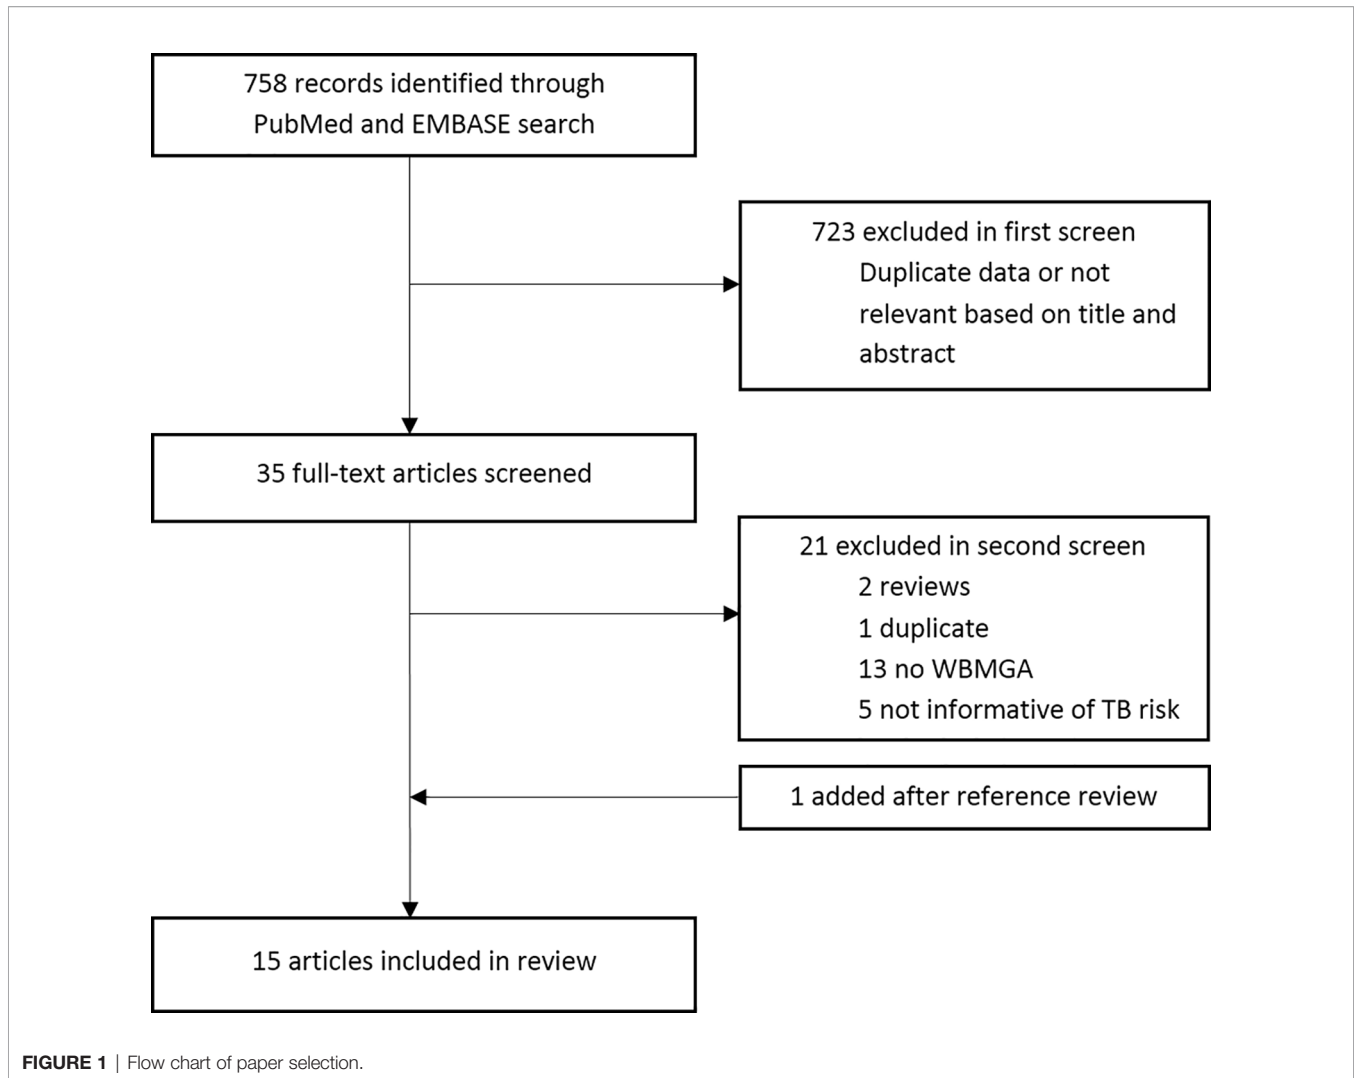 758 records identified through
PubMed and EMBASE search
723 excluded in first screen
Duplicate data or not
relevant based on title and
abstract
35 full-text articles screened
21 excluded in second screen
2 reviews
1 duplicate
13 no WBMGA
5 not informative of TB risk
1 added after reference review
15 articles included in review
FIGURE 1 | Flow chart of paper selection.